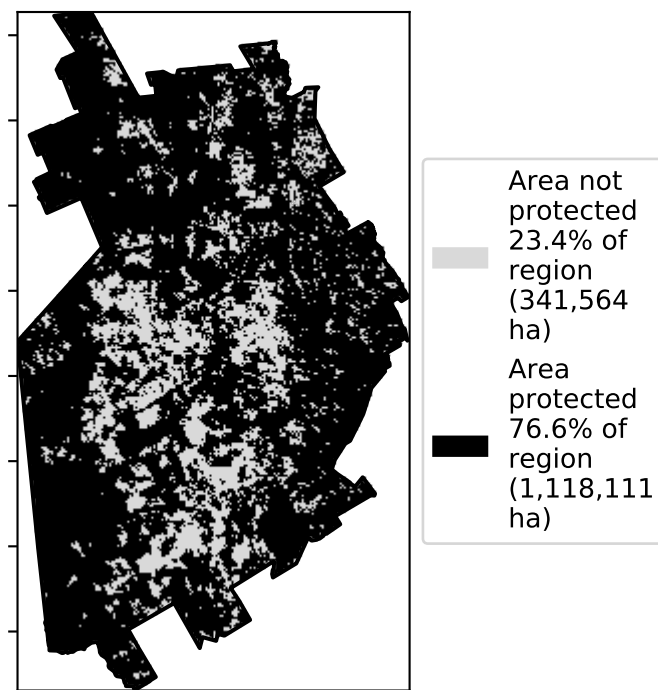 Area not
protected
23.4% of
region
(341,564
ha)
Area
protected
76.6% of
region
(1,118,111
ha)